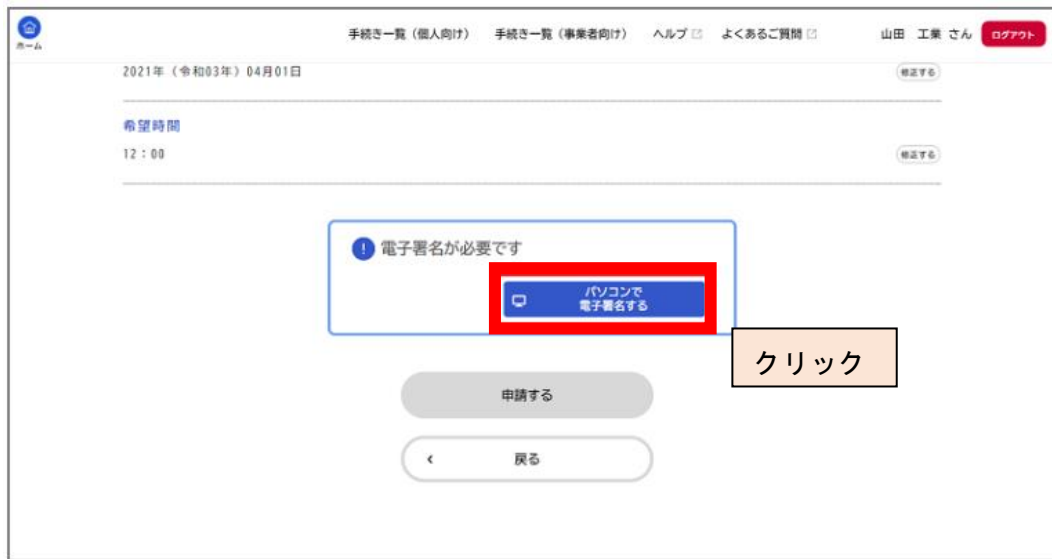 ホーム
手続き一覧（個人向け） 手続き一覧（事業者向け） ヘルプ よくあるご質問 山田 工業 さん ログアウト
2021年（令和03年）04月01日 修正する
希望時間
12：00 修正する
! 電子署名が必要です
パソコンで
電子署名する
クリック
申請する
‹ 戻る